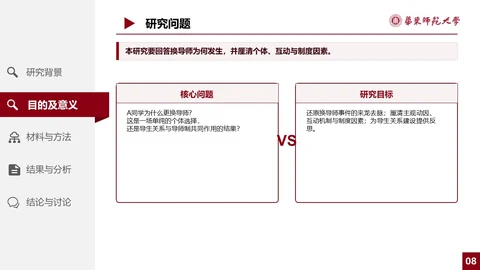 研究问题
华东师范大学
本研究要回答换导师为何发生，并厘清个体、互动与制度因素。
研究背景
目的及意义
材料与方法
结果与分析
结论与讨论
核心问题
A同学为什么更换导师？
这是一场单纯的个体选择，
还是导生关系与导师制共同作用的结果？
VS
研究目标
还原换导师事件的来龙去脉；厘清主观动因、
互动机制与制度因素；为导生关系建设提供反
思。
08